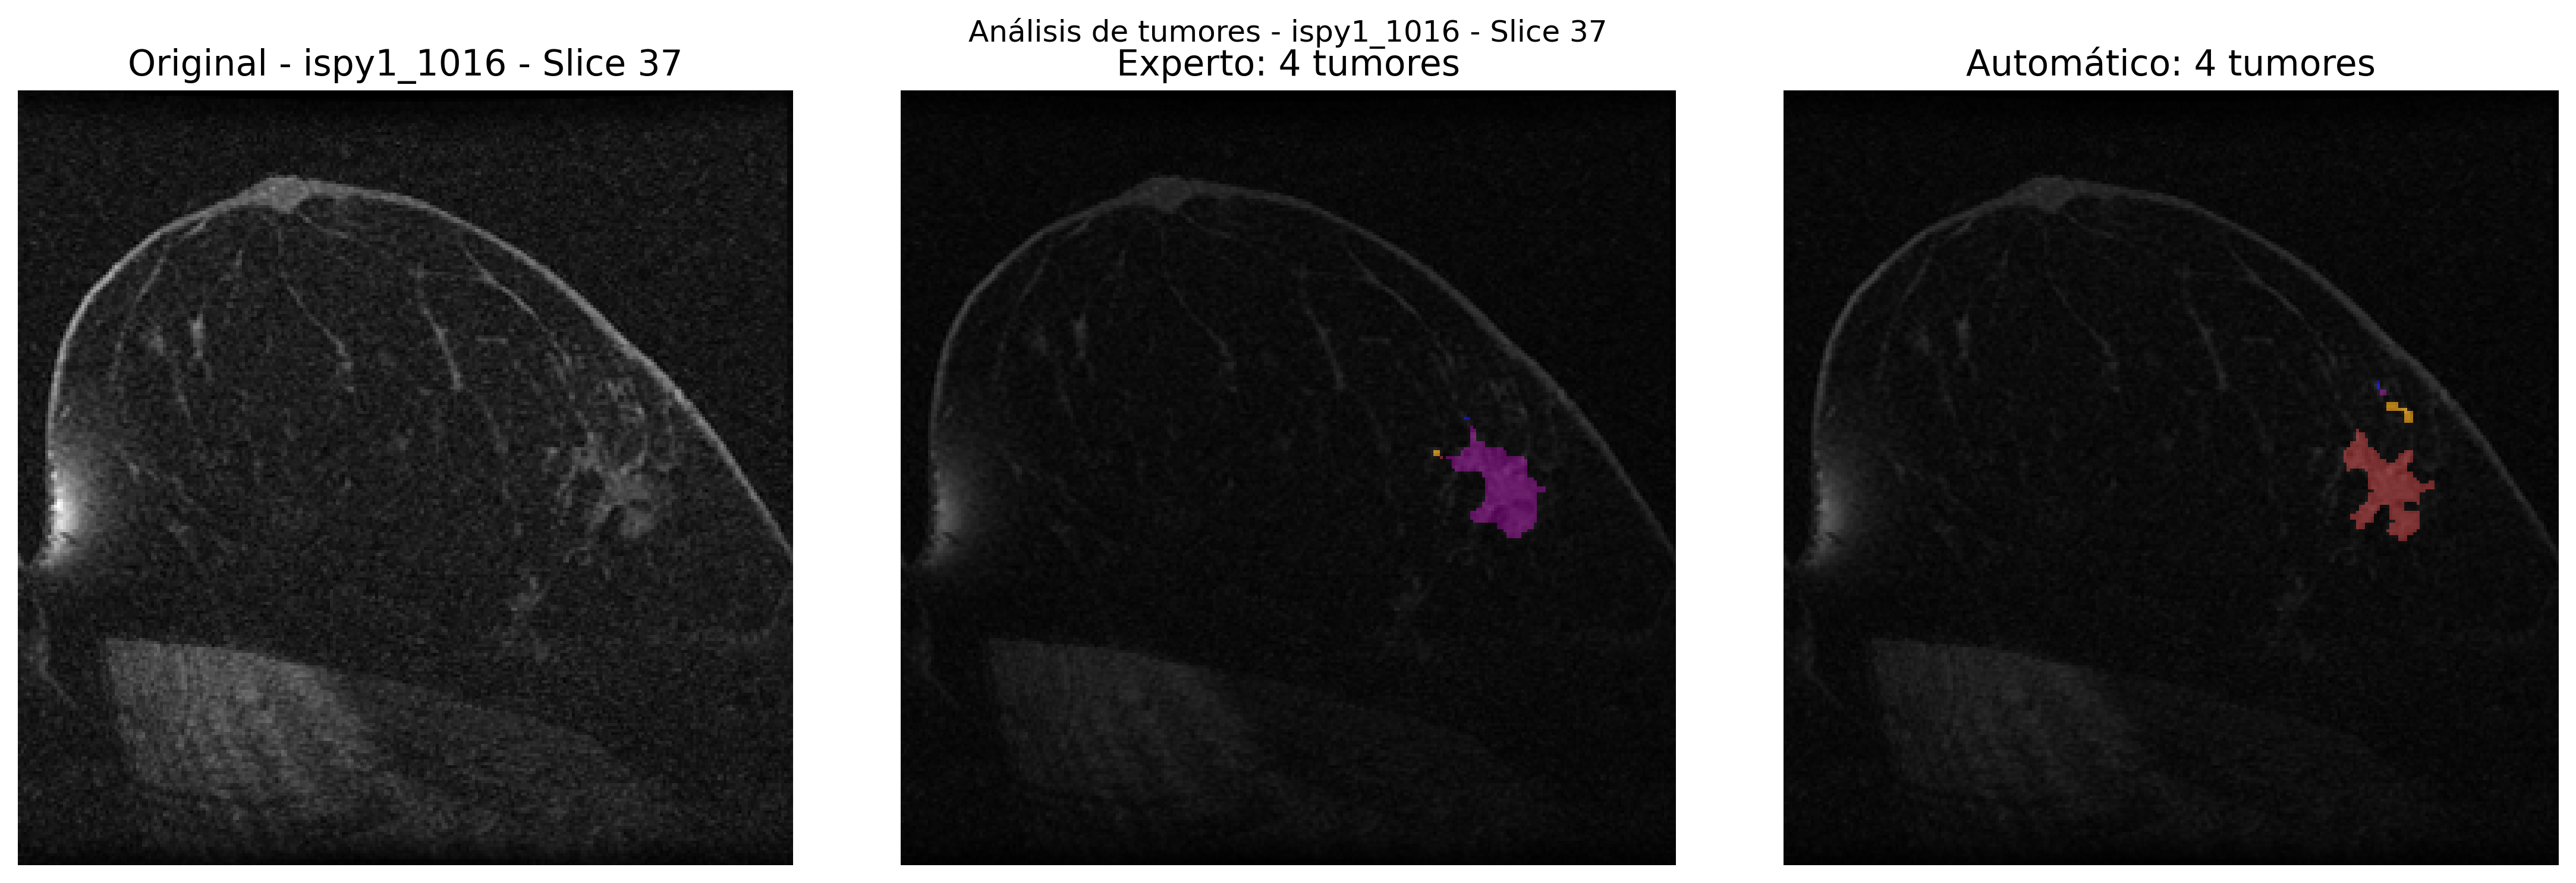 Análisis de tumores - ispy1_1016 - Slice 37
Original - ispy1_1016 - Slice 37
Experto: 4 tumores
Automático: 4 tumores